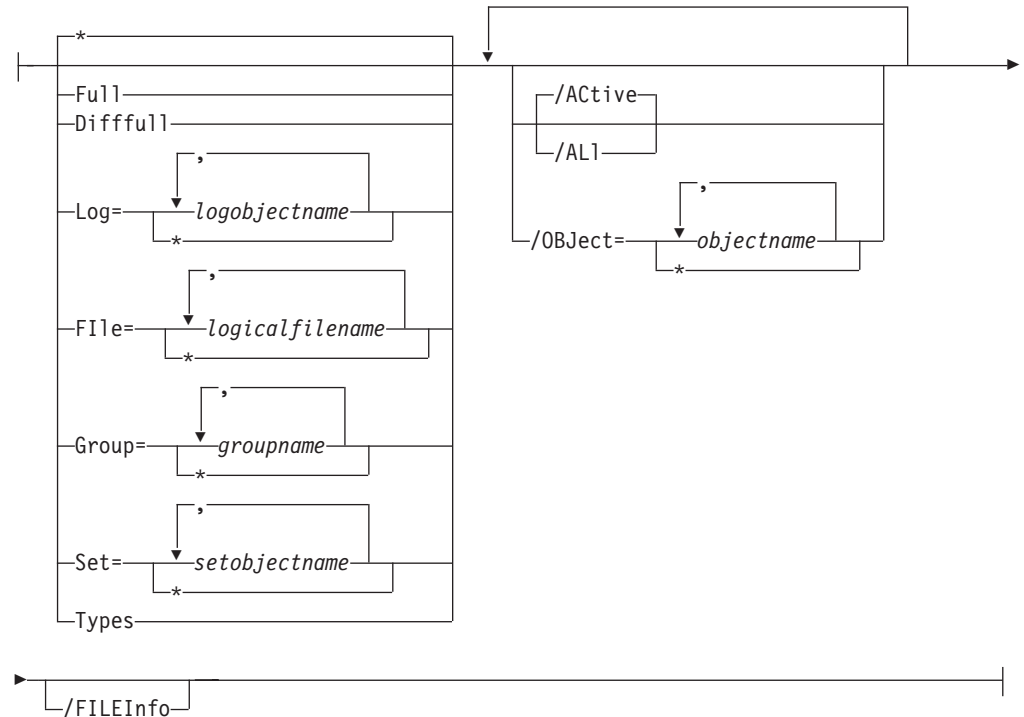 *
Full
/ACtive
Difffull
/ALl
,
Log= logobjectname
*
,
/OBJect= objectname
*
,
FIle= logicalfilename
*
,
Group= groupname
*
,
Set= setobjectname
*
Types
/FILEInfo